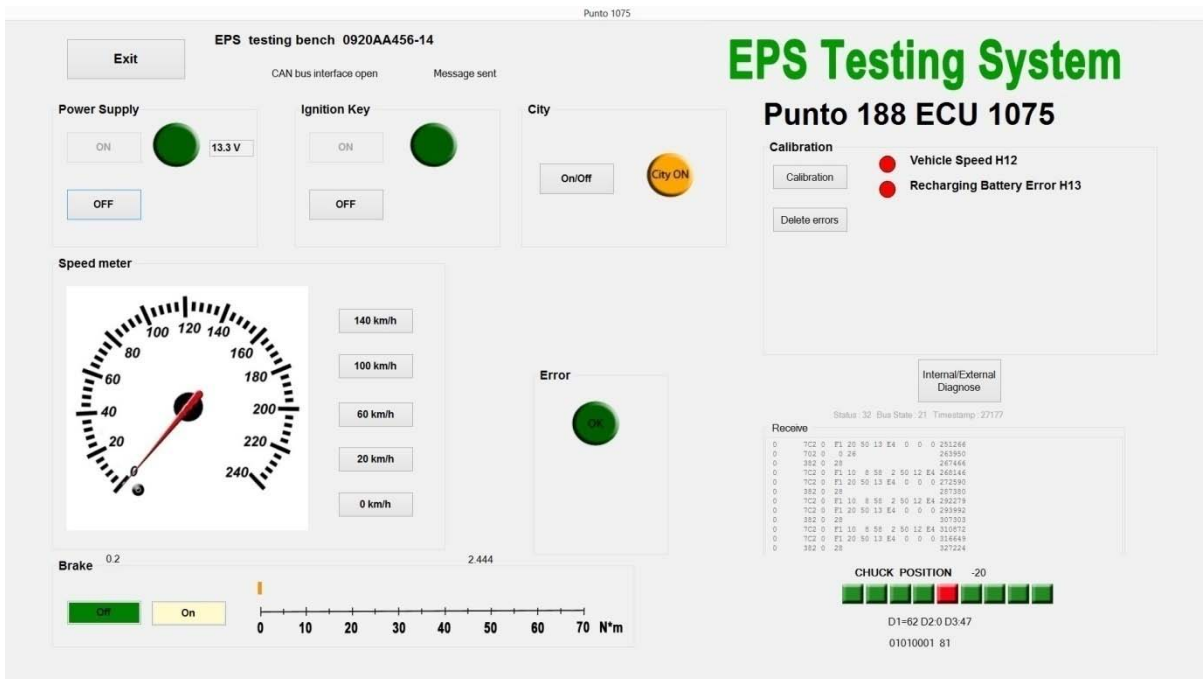 Punto 1075
Exit
EPS testing bench 0920AA456-14
CAN bus interface open Message sent
EPS Testing System
Punto 188 ECU 1075
Power Supply
ON
13.3 V
OFF
Ignition Key
ON
OFF
City
On/Off
City ON
Calibration
Calibration
Vehicle Speed H12
Recharging Battery Error H13
Delete errors
Speed meter
0
20
40
60
80
100
120
140
160
180
200
220
240
140 km/h
100 km/h
60 km/h
20 km/h
0 km/h
Error
OK
Internal/External
Diagnose
Status: 32 Bus State: 21 Timestamp: 27177
Receive
0 7C2 0 F1 20 50 13 E4 0 0 0 251266
0 702 0 0 26 263950
0 382 0 28 267466
0 7C2 0 F1 10 8 58 2 50 12 E4 268146
0 7C2 0 F1 20 50 13 E4 0 0 0 272590
0 382 0 28 287380
0 7C2 0 F1 10 8 58 2 50 12 E4 292279
0 7C2 0 F1 20 50 13 E4 0 0 0 293992
0 382 0 28 307303
0 7C2 0 F1 10 8 58 2 50 12 E4 310872
0 7C2 0 F1 20 50 13 E4 0 0 0 316649
0 382 0 28 327224
Brake
0.2
2.444
Off
On
0 10 20 30 40 50 60 70 N*m
CHUCK POSITION -20
D1=62 D2:0 D3:47
01010001 81